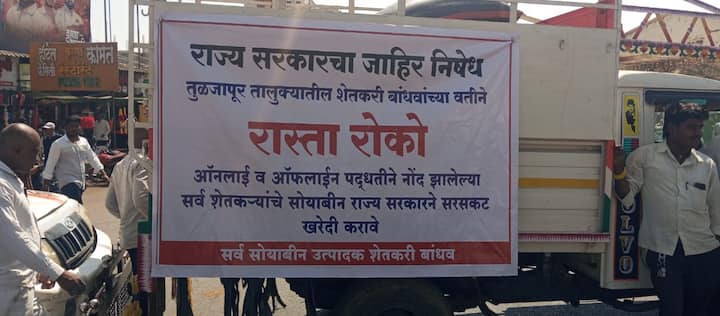 राज्य सरकारचा जाहिर निषेध
तुळजापूर तालुक्यातील शेतकरी बांधवांच्या वतीने
रास्ता रोको
ऑनलाई व ऑफलाईन पद्धतीने नोंद झालेल्या
सर्व शेतकऱ्यांचे सोयाबीन राज्य सरकारने सरसकट
खरेदी करावे
सर्व सोयाबीन उत्पादक शेतकरी बांधव